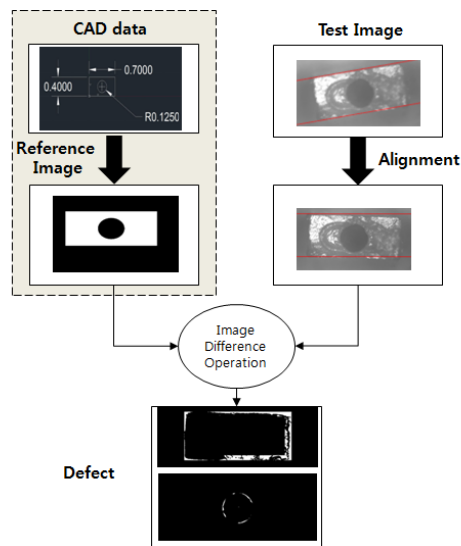 CAD data
0.7000
0.4000
R0.1250
Reference
Image
Test Image
Alignment
Image
Difference
Operation
Defect